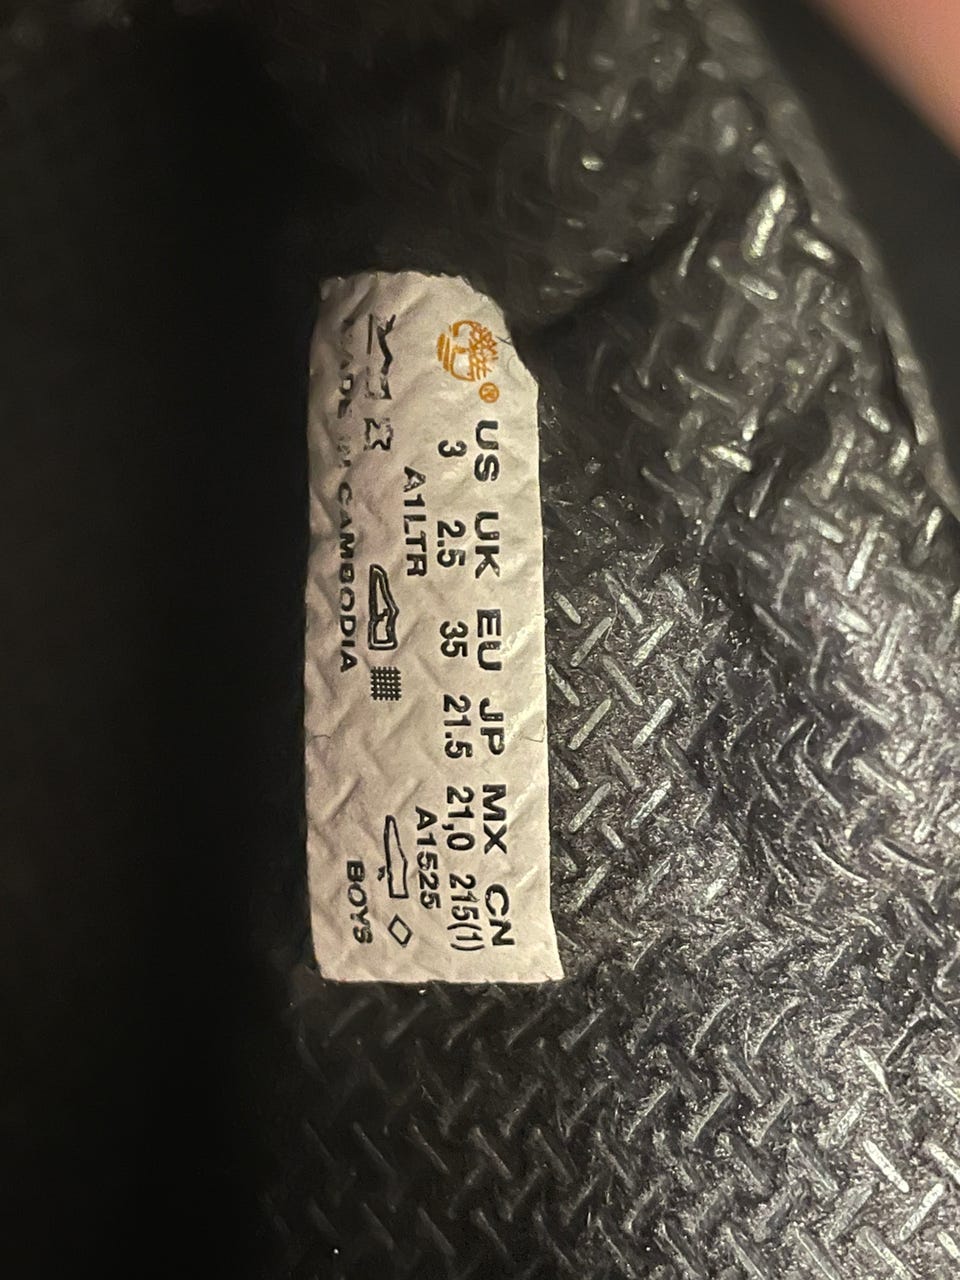 ® US UK EU JP MX CN
3 2.5 35 21.5 21,0 215(1)
A1LTR A1525
MADE IN CAMBODIA BOYS